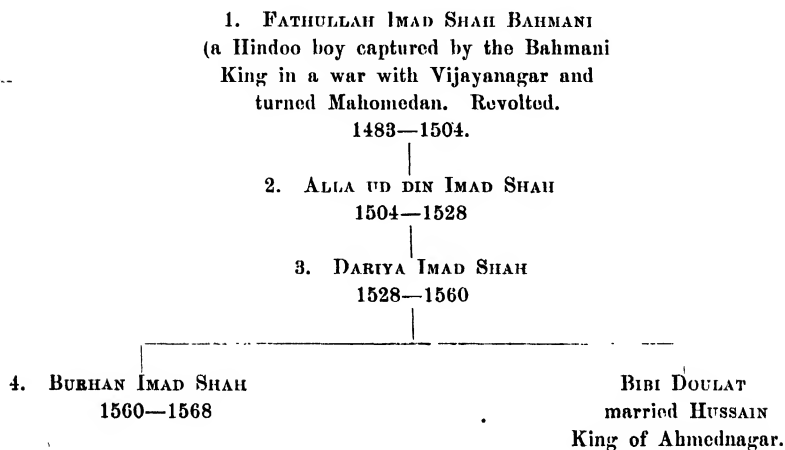 1. FATHULLAH IMAD SHAH BAHMANI
(a Hindoo boy captured by the Bahmani
King in a war with Vijayanagar and
turned Mahomedan. Revolted.
1483—1504.
2. ALLA UD DIN IMAD SHAH
1504—1528
3. DARIYA IMAD SHAH
1528—1560
4. BURHAN IMAD SHAH
1560—1568
BIBI DOULAT
married HUSSAIN
King of Ahmednagar.